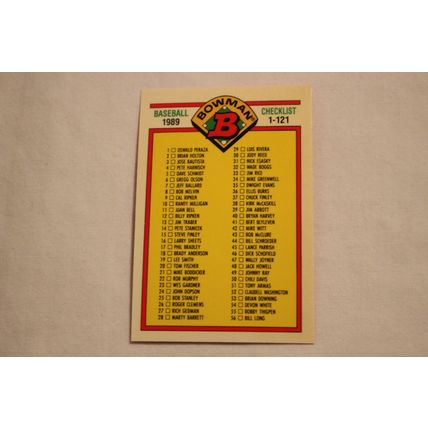 BASEBALL
1989
BOWMAN
B
CHECKLIST
1-121
1 OSWALD PERAZA
2 BRIAN HOLTON
3 JOSE BAUTISTA
4 PETE HARNISCH
5 DAVE SCHMIDT
6 GREGG OLSON
7 JEFF BALLARD
8 BOB MELVIN
9 CAL RIPKEN
10 RANDY MILLIGAN
11 JUAN BELL
12 BILLY RIPKEN
13 JIM TRABER
14 PETE STANICEK
15 STEVE FINLEY
16 LARRY SHEETS
17 PHIL BRADLEY
18 BRADY ANDERSON
19 LEE SMITH
20 TOM FISCHER
21 MIKE BODDICKER
22 ROB MURPHY
23 WES GARDNER
24 JOHN DOPSON
25 BOB STANLEY
26 ROGER CLEMENS
27 RICH GEDMAN
28 MARTY BARRETT
29 LUIS RIVERA
30 JODY REED
31 NICK ESASKY
32 WADE BOGGS
33 JIM RICE
34 MIKE GREENWELL
35 DWIGHT EVANS
36 ELLIS BURKS
37 CHUCK FINLEY
38 KIRK McCASKILL
39 JIM ABBOTT
40 BRYAN HARVEY
41 BERT BLYLEVEN
42 MIKE WITT
43 BOB McCLURE
44 BILL SCHROEDER
45 LANCE PARRISH
46 DICK SCHOFIELD
47 WALLY JOYNER
48 JACK HOWELL
49 JOHNNY RAY
50 CHILI DAVIS
51 TONY ARMAS
52 CLAUDELL WASHINGTON
53 BRIAN DOWNING
54 DEVON WHITE
55 BOBBY THIGPEN
56 BILL LONG